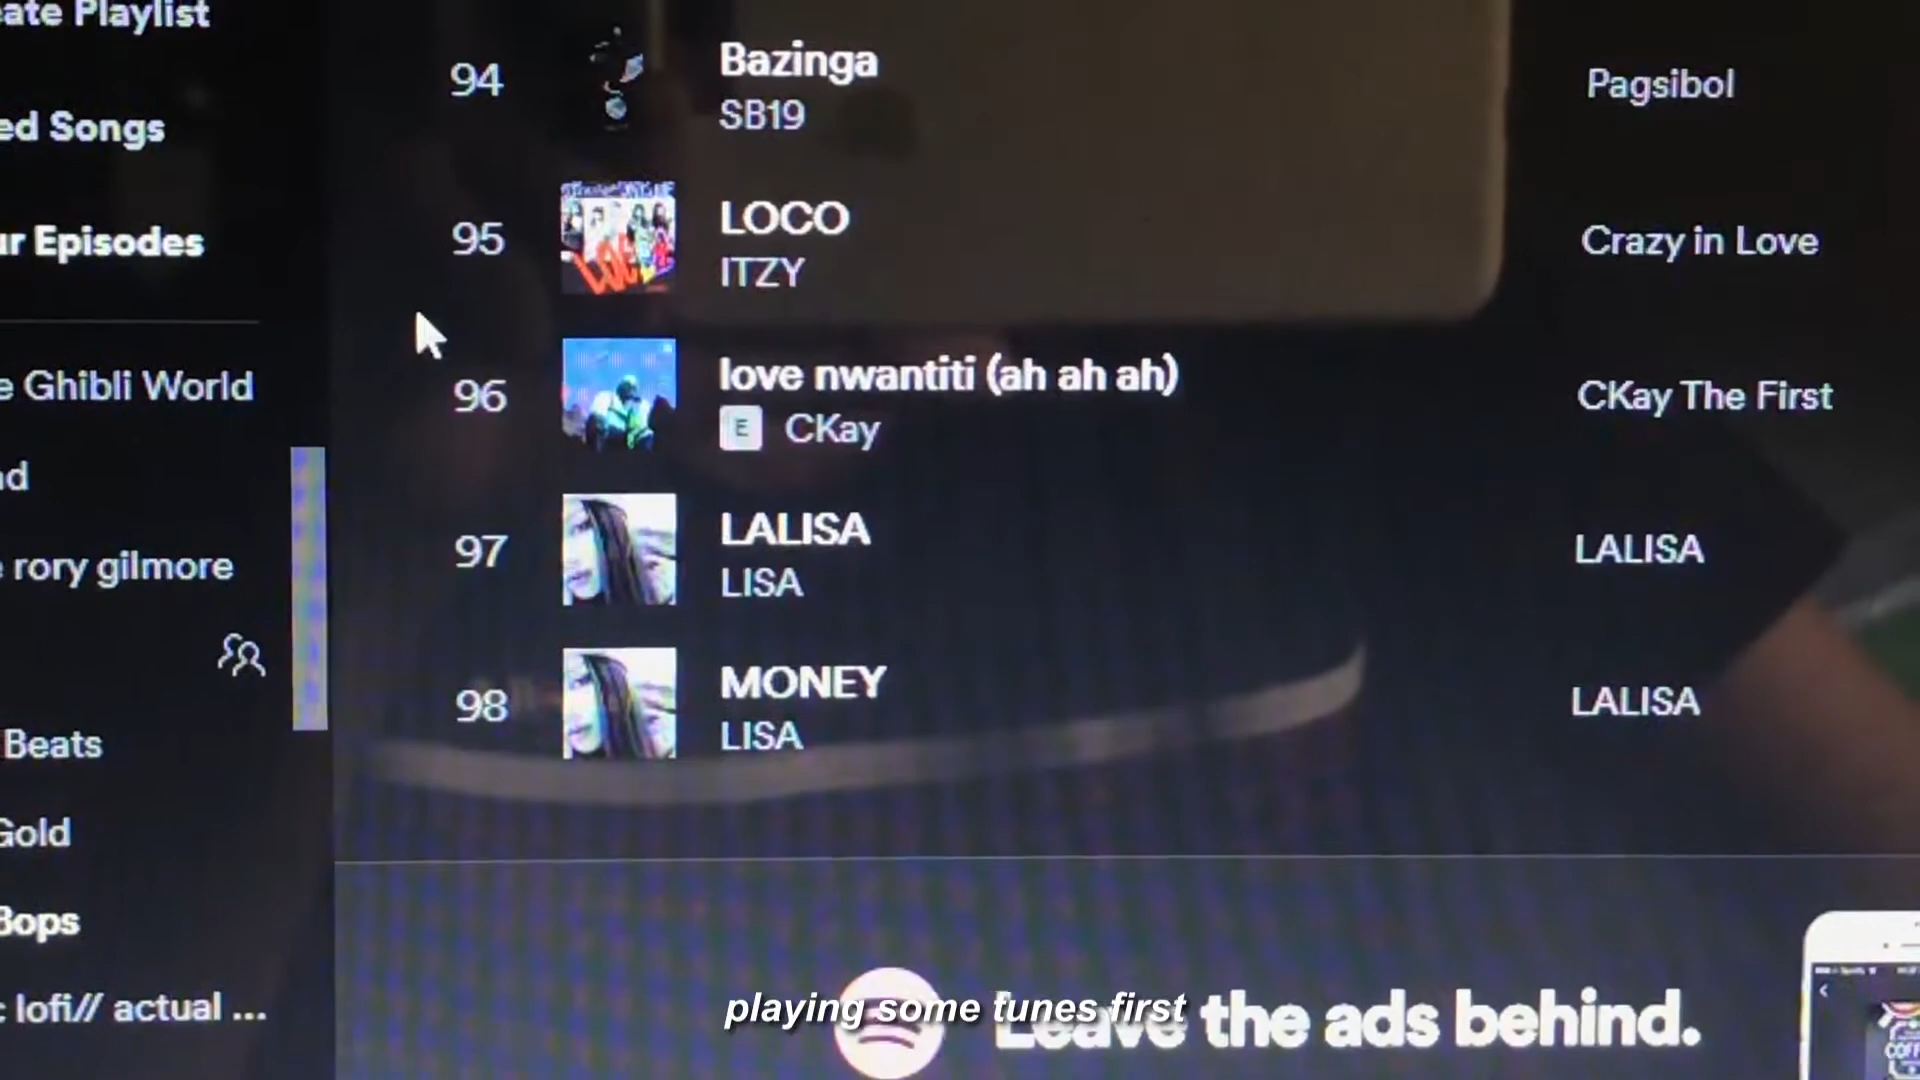 ate Playlist
ed Songs
ur Episodes
e Ghibli World
nd
e rory gilmore
Beats
Gold
Bops
c lofi// actual ...
94
Bazinga
SB19
Pagsibol
95
LOCO
ITZY
Crazy in Love
96
love nwantiti (ah ah ah)
E CKay
CKay The First
97
LALISA
LISA
LALISA
98
MONEY
LISA
LALISA
Leave the ads behind.
playing some tunes first